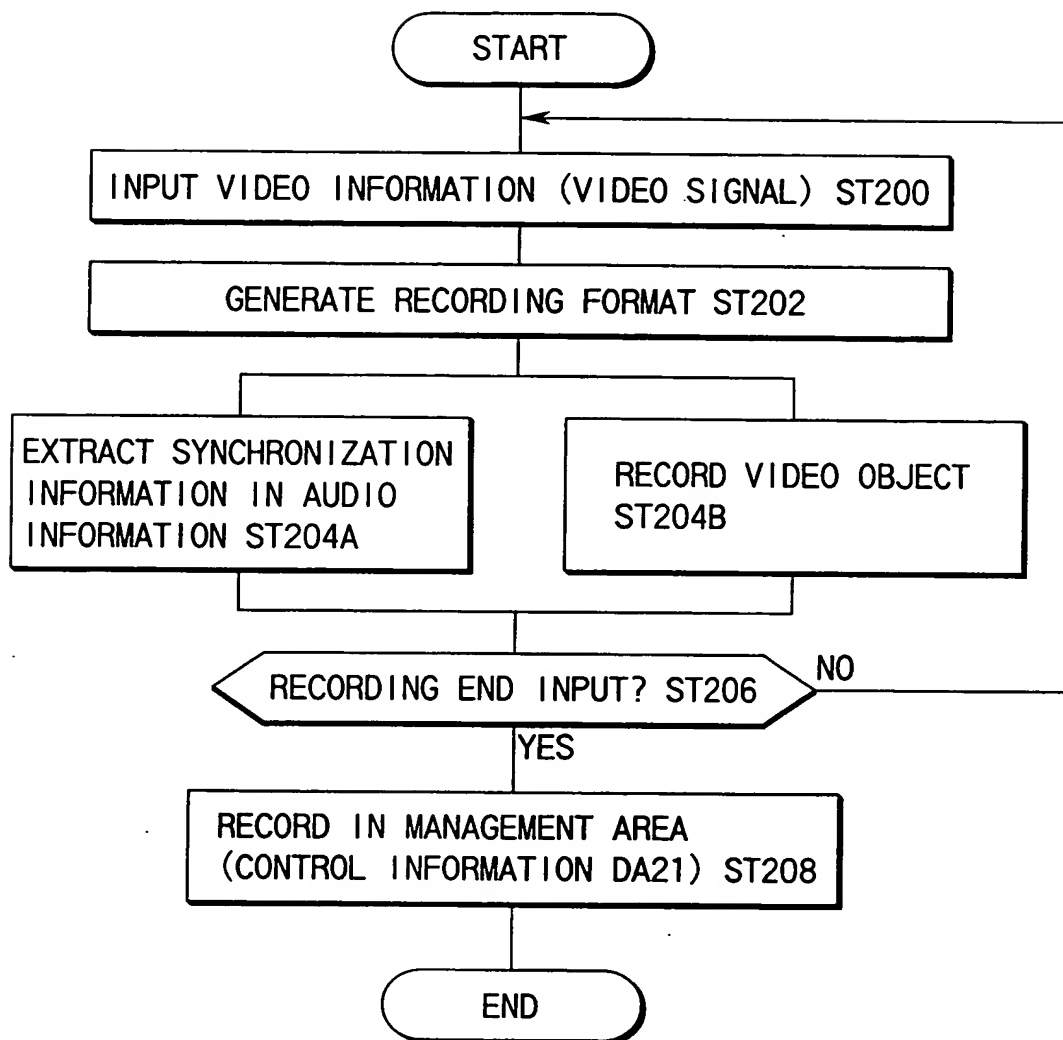 START
INPUT VIDEO INFORMATION (VIDEO SIGNAL) ST200
GENERATE RECORDING FORMAT ST202
EXTRACT SYNCHRONIZATION
INFORMATION IN AUDIO
INFORMATION ST204A
RECORD VIDEO OBJECT
ST204B
RECORDING END INPUT? ST206
NO
YES
RECORD IN MANAGEMENT AREA
(CONTROL INFORMATION DA21) ST208
END